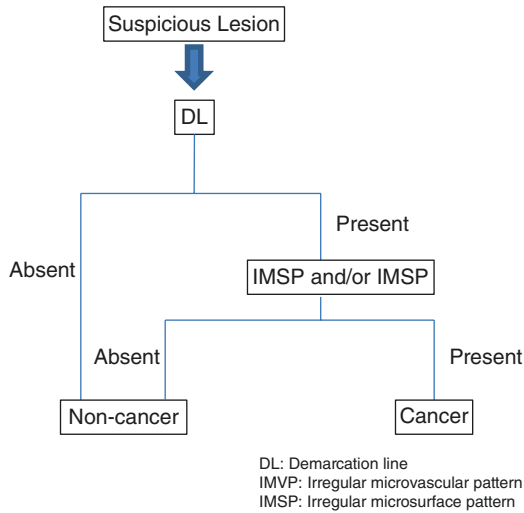 Suspicious Lesion
DL
Present
Absent
IMSP and/or IMSP
Absent
Present
Non-cancer
Cancer
DL: Demarcation line
IMVP: Irregular microvascular pattern
IMSP: Irregular microsurface pattern